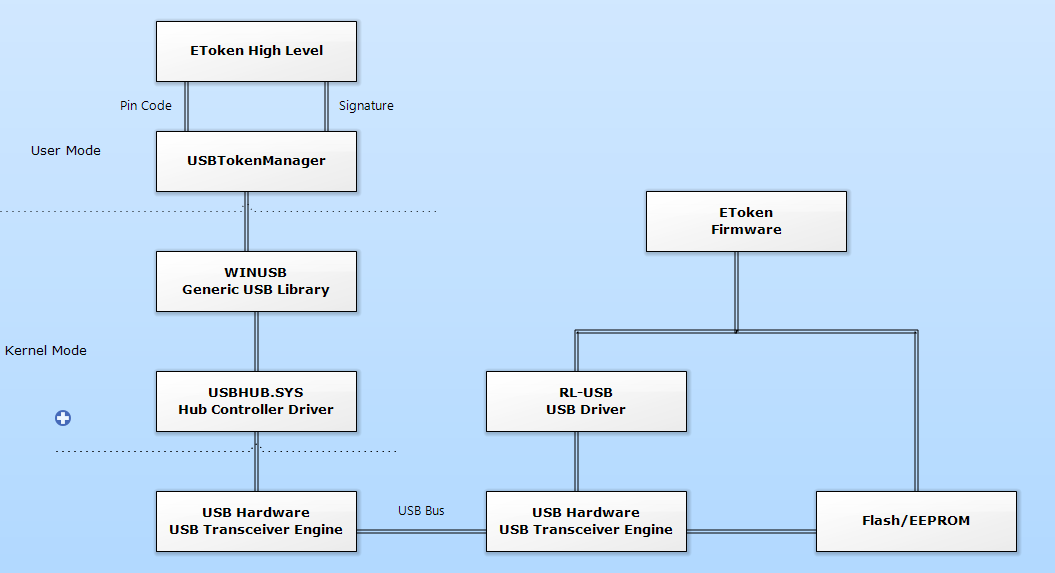 EToken High Level
Pin Code
Signature
User Mode
USBTokenManager
EToken
Firmware
WINUSB
Generic USB Library
Kernel Mode
USBHUB.SYS
Hub Controller Driver
RL-USB
USB Driver
USB Hardware
USB Transceiver Engine
USB Bus
USB Hardware
USB Transceiver Engine
Flash/EEPROM